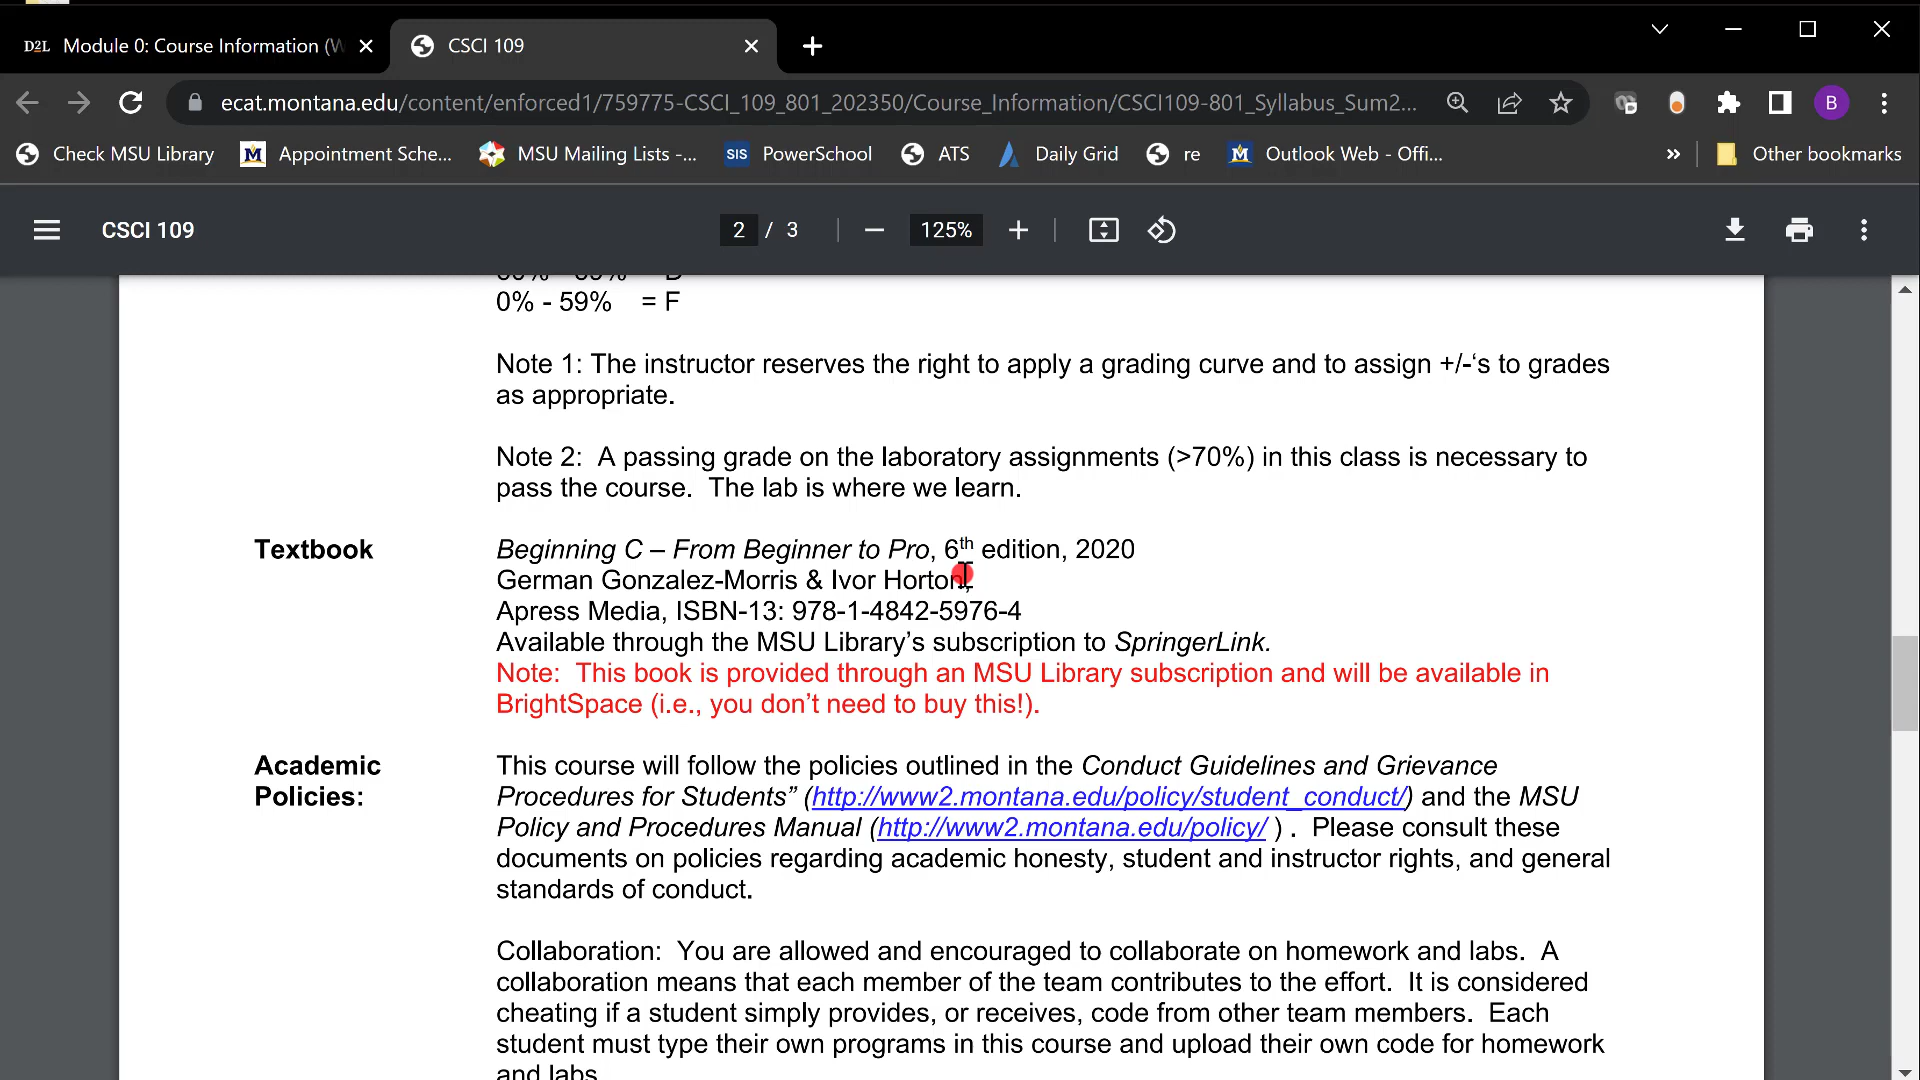 D2L Module 0: Course Information (W
CSCI 109
ecat.montana.edu/content/enforced1/759775-CSCI_109_801_202350/Course_Information/CSCI109-801_Syllabus_Sum2...
B
Check MSU Library
M Appointment Sche...
MSU Mailing Lists -...
SIS PowerSchool
ATS
Daily Grid
re
M Outlook Web - Offi...
»
Other bookmarks
CSCI 109
2 / 3
125%
0% - 59% = F
Note 1: The instructor reserves the right to apply a grading curve and to assign +/-‘s to grades
as appropriate.
Note 2: A passing grade on the laboratory assignments (>70%) in this class is necessary to
pass the course. The lab is where we learn.
Textbook
Beginning C – From Beginner to Pro, 6th edition, 2020
German Gonzalez-Morris & Ivor Horton,
Apress Media, ISBN-13: 978-1-4842-5976-4
Available through the MSU Library’s subscription to SpringerLink.
Note: This book is provided through an MSU Library subscription and will be available in
BrightSpace (i.e., you don’t need to buy this!).
Academic
Policies:
This course will follow the policies outlined in the Conduct Guidelines and Grievance
Procedures for Students” (http://www2.montana.edu/policy/student_conduct/) and the MSU
Policy and Procedures Manual (http://www2.montana.edu/policy/ ) . Please consult these
documents on policies regarding academic honesty, student and instructor rights, and general
standards of conduct.
Collaboration: You are allowed and encouraged to collaborate on homework and labs. A
collaboration means that each member of the team contributes to the effort. It is considered
cheating if a student simply provides, or receives, code from other team members. Each
student must type their own programs in this course and upload their own code for homework
and labs.